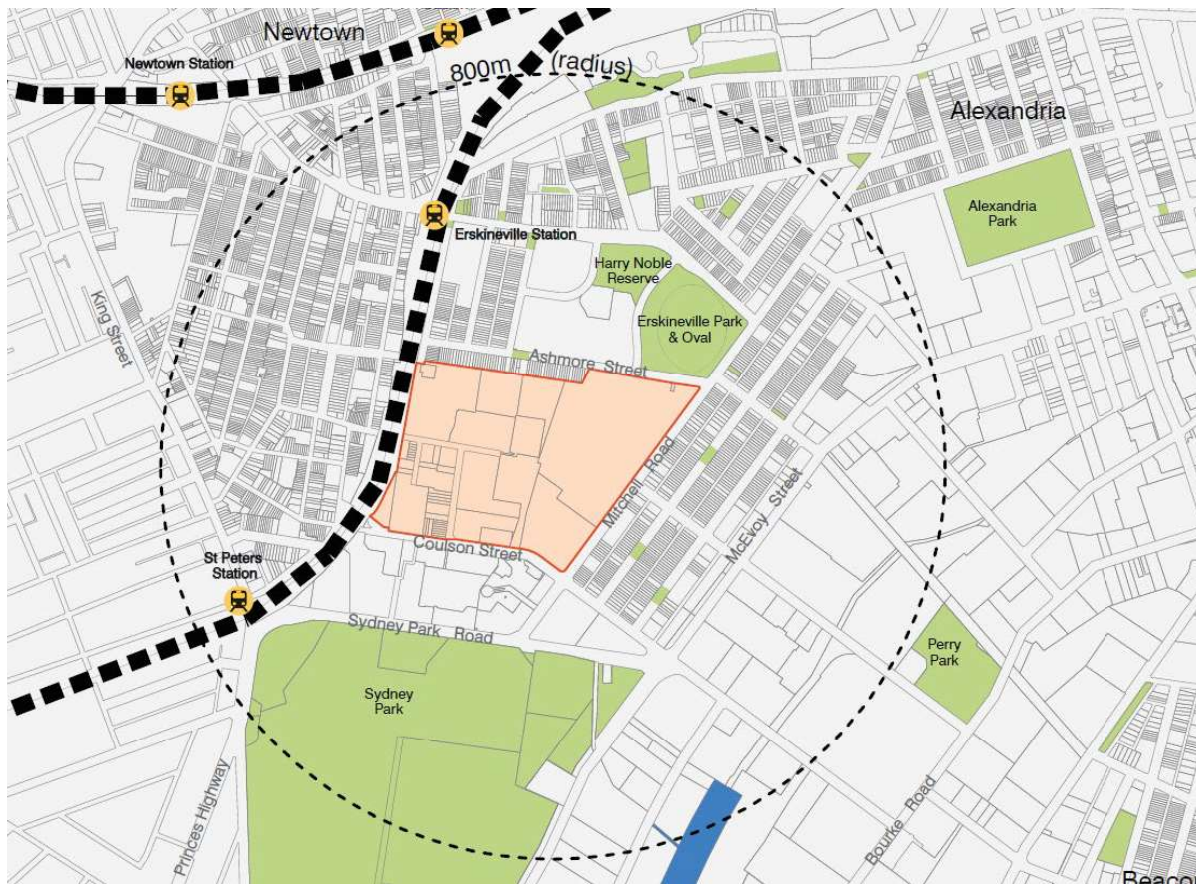 Newtown
Newtown Station
800m (radius)
Alexandria
Alexandria
Park
Erskineville Station
Harry Noble
Reserve
Erskineville Park
& Oval
King Street
Ashmore Street
Mitchell Road
McEvoy Street
Coulson Street
St Peters
Station
Sydney Park Road
Perry
Park
Sydney
Park
Princes Highway
Bourke Road
Beacon